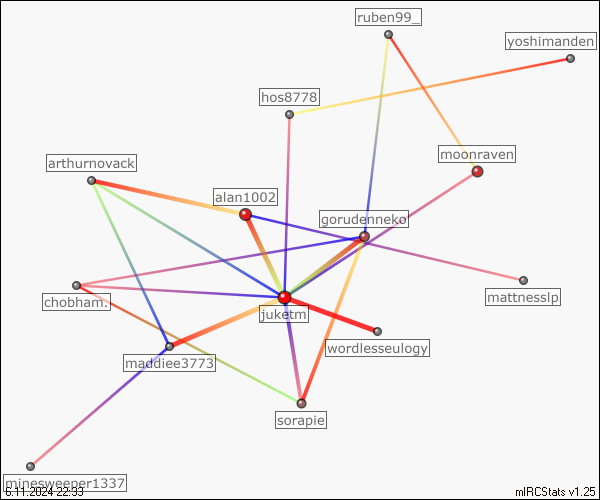 ruben99_
yoshimanden
hos8778
moonraven
arthurnovack
alan1002
gorudenneko
mattnesslp
chobham.
juketm
wordlesseulogy
maddiee3773
sorapie
minesweeper1337
6.11.2024 22:33
mIRCStats v1.25